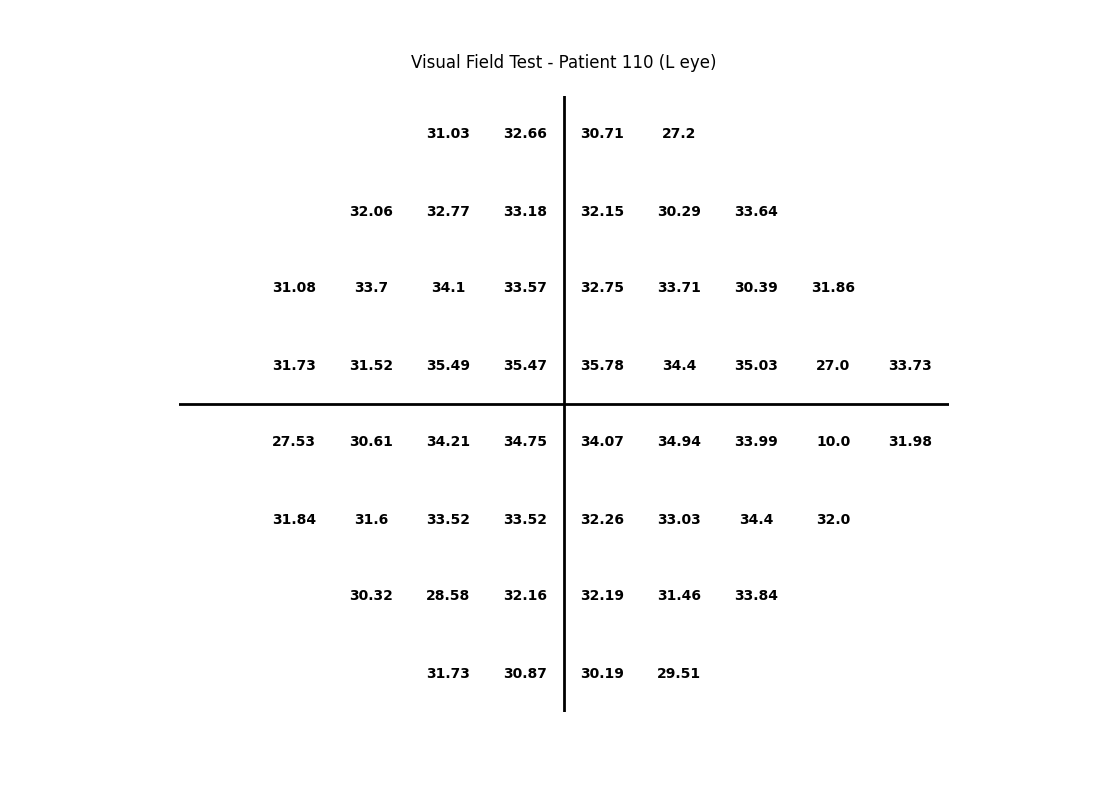 Visual Field Test - Patient 110 (L eye)
31.03 32.66 30.71 27.2
32.06 32.77 33.18 32.15 30.29 33.64
31.08 33.7 34.1 33.57 32.75 33.71 30.39 31.86
31.73 31.52 35.49 35.47 35.78 34.4 35.03 27.0 33.73
27.53 30.61 34.21 34.75 34.07 34.94 33.99 10.0 31.98
31.84 31.6 33.52 33.52 32.26 33.03 34.4 32.0
30.32 28.58 32.16 32.19 31.46 33.84
31.73 30.87 30.19 29.51